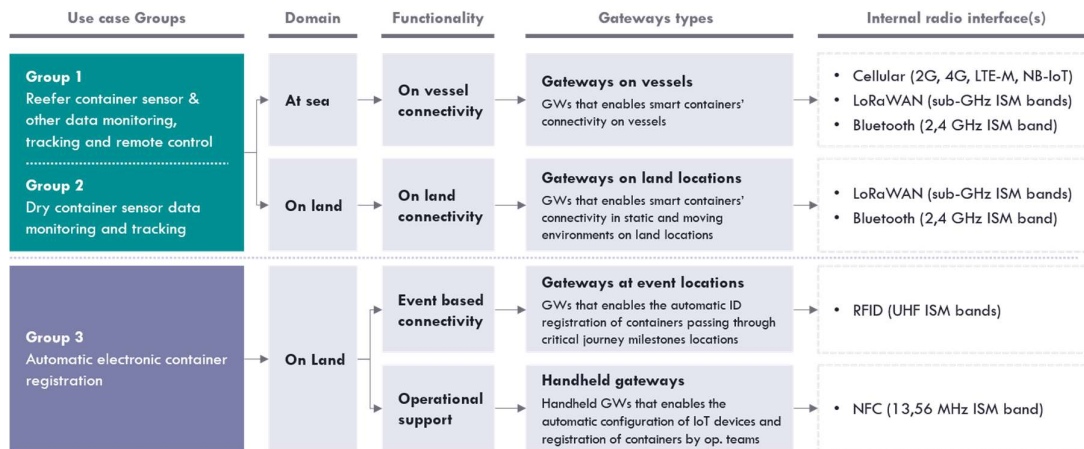 Use case Groups
Domain
Functionality
Gateways types
Internal radio interface(s)
Group 1
Reefer container sensor &
other data monitoring,
tracking and remote control
Group 2
Dry container sensor data
monitoring and tracking
At sea
On vessel
connectivity
Gateways on vessels
GWs that enables smart containers’
connectivity on vessels
• Cellular (2G, 4G, LTE-M, NB-IoT)
• LoRaWAN (sub-GHz ISM bands)
• Bluetooth (2,4 GHz ISM band)
On land
On land
connectivity
Gateways on land locations
GWs that enables smart containers’
connectivity in static and moving
environments on land locations
• LoRaWAN (sub-GHz ISM bands)
• Bluetooth (2,4 GHz ISM band)
Group 3
Automatic electronic container
registration
On Land
Event based
connectivity
Gateways at event locations
GWs that enables the automatic ID
registration of containers passing through
critical journey milestones locations
• RFID (UHF ISM bands)
Operational
support
Handheld gateways
Handheld GWs that enables the
automatic configuration of IoT devices and
registration of containers by op. teams
• NFC (13,56 MHz ISM band)